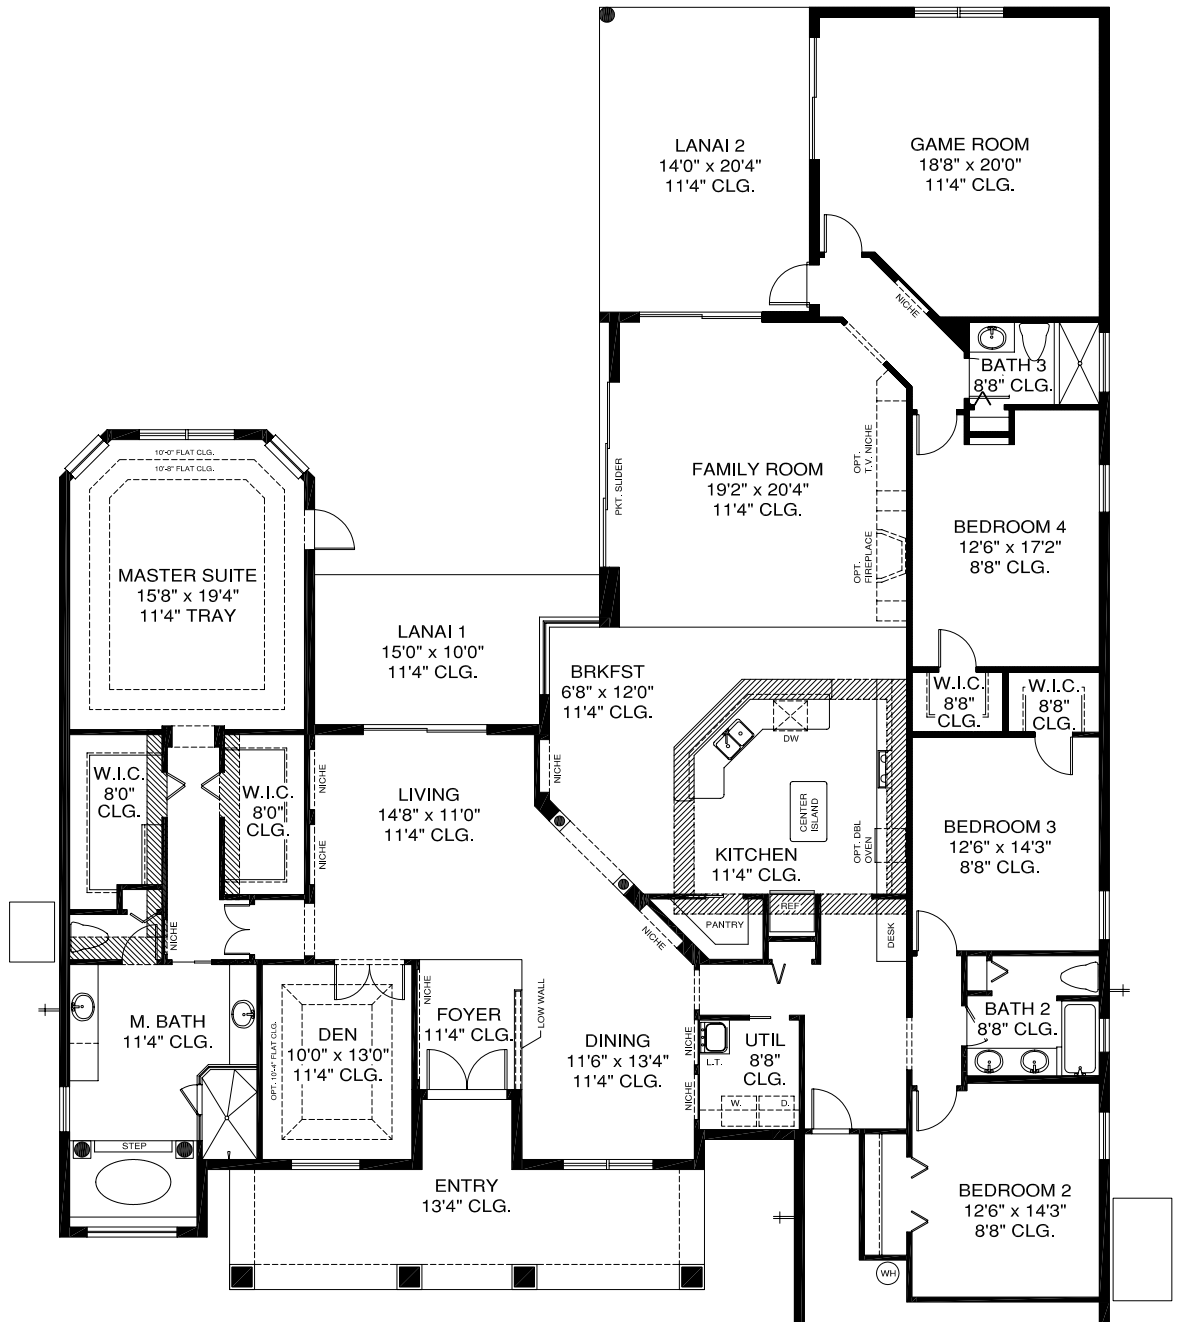 LANAI 2
14'0" x 20'4"
11'4" CLG.
GAME ROOM
18'8" x 20'0"
11'4" CLG.
NICHE
BATH 3
8'8" CLG.
10'-0" FLAT CLG.
10'-8" FLAT CLG.
MASTER SUITE
15'8" x 19'4"
11'4" TRAY
PKT. SLIDER
FAMILY ROOM
19'2" x 20'4"
11'4" CLG.
OPT.
T.V. NICHE
OPT.
FIREPLACE
BEDROOM 4
12'6" x 17'2"
8'8" CLG.
LANAI 1
15'0" x 10'0"
11'4" CLG.
BRKFST
6'8" x 12'0"
11'4" CLG.
W.I.C.
8'8"
CLG.
W.I.C.
8'8"
CLG.
W.I.C.
8'0"
CLG.
W.I.C.
8'0"
CLG.
NICHE
NICHE
LIVING
14'8" x 11'0"
11'4" CLG.
NICHE
DW
CENTER
ISLAND
OPT. DBL
OVEN
KITCHEN
11'4" CLG.
BEDROOM 3
12'6" x 14'3"
8'8" CLG.
NICHE
NICHE
PANTRY
REF
DESK
M. BATH
11'4" CLG.
OPT. 10'-4" FLAT CLG.
DEN
10'0" x 13'0"
11'4" CLG.
NICHE
FOYER
11'4" CLG.
LOW WALL
DINING
11'6" x 13'4"
11'4" CLG.
NICHE
NICHE
L.T.
UTIL
8'8"
CLG.
W.
D.
BATH 2
8'8" CLG.
STEP
ENTRY
13'4" CLG.
BEDROOM 2
12'6" x 14'3"
8'8" CLG.
WH